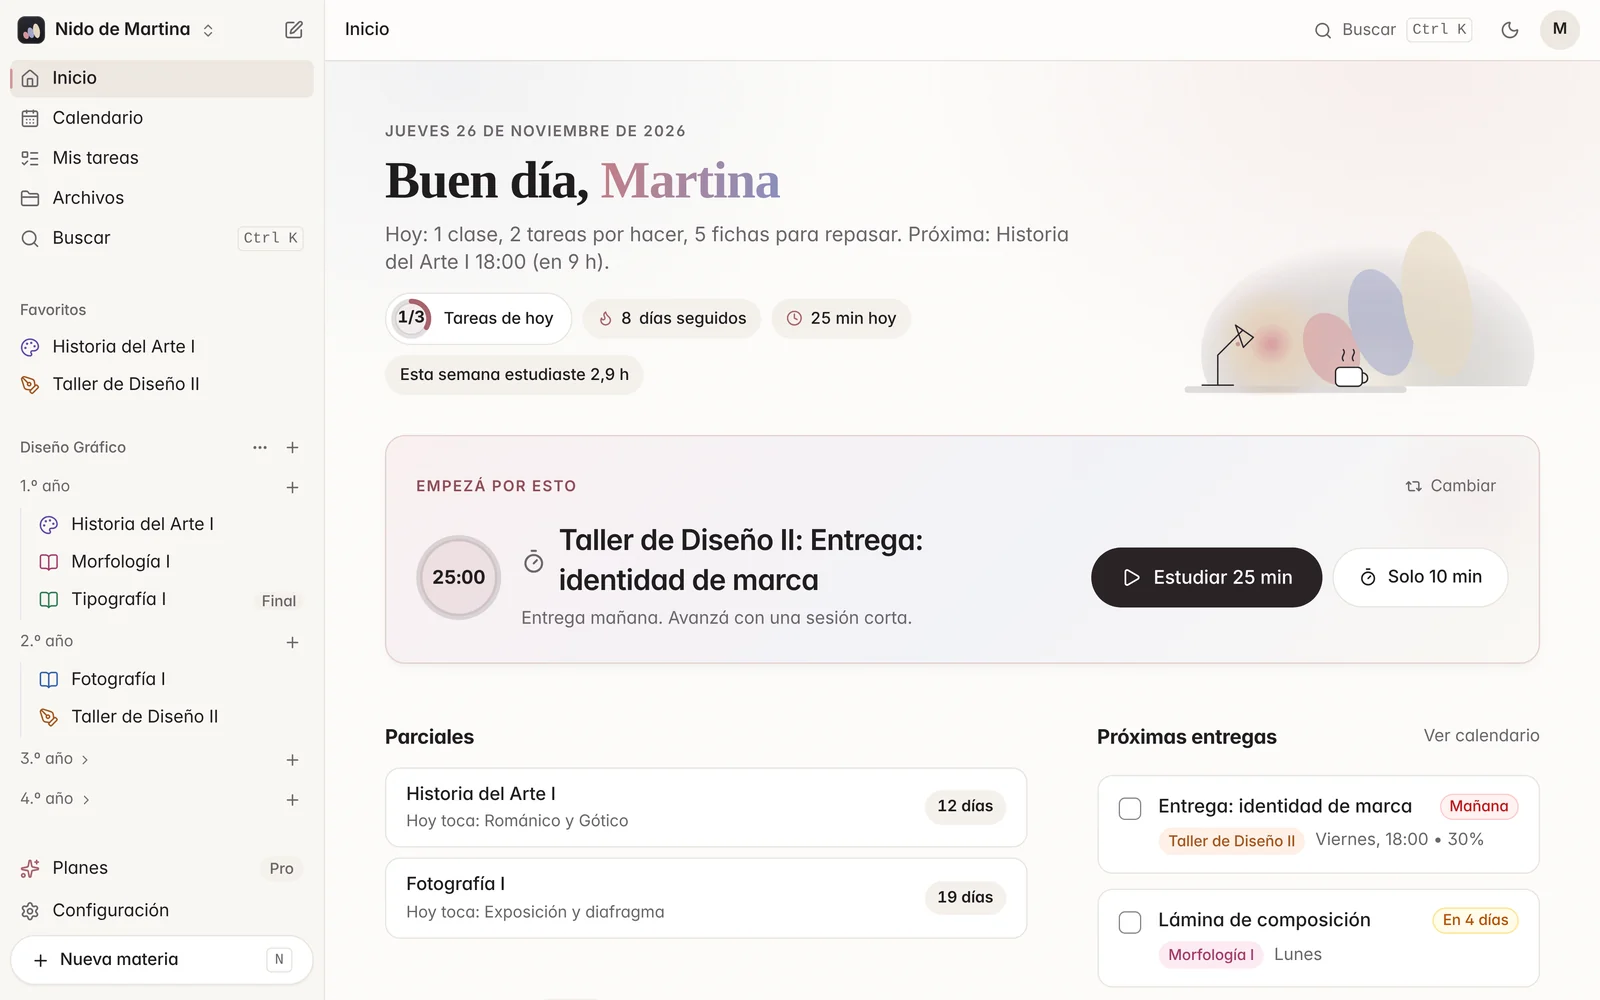 Nido de Martina
Inicio
Calendario
Mis tareas
Archivos
Buscar Ctrl K
Favoritos
Historia del Arte I
Taller de Diseño II
Diseño Gráfico
1.º año
Historia del Arte I
Morfología I
Tipografía I Final
2.º año
Fotografía I
Taller de Diseño II
3.º año
4.º año
Planes Pro
Configuración
Nueva materia N
Inicio
Buscar Ctrl K
M
JUEVES 26 DE NOVIEMBRE DE 2026
Buen día, Martina
Hoy: 1 clase, 2 tareas por hacer, 5 fichas para repasar. Próxima: Historia
del Arte I 18:00 (en 9 h).
1/3 Tareas de hoy
8 días seguidos
25 min hoy
Esta semana estudiaste 2,9 h
EMPEZÁ POR ESTO
Cambiar
25:00
Taller de Diseño II: Entrega:
identidad de marca
Entrega mañana. Avanzá con una sesión corta.
Estudiar 25 min
Solo 10 min
Parciales
Historia del Arte I
Hoy toca: Románico y Gótico
12 días
Fotografía I
Hoy toca: Exposición y diafragma
19 días
Próximas entregas
Ver calendario
Entrega: identidad de marca
Mañana
Taller de Diseño II Viernes, 18:00 • 30%
Lámina de composición
En 4 días
Morfología I Lunes